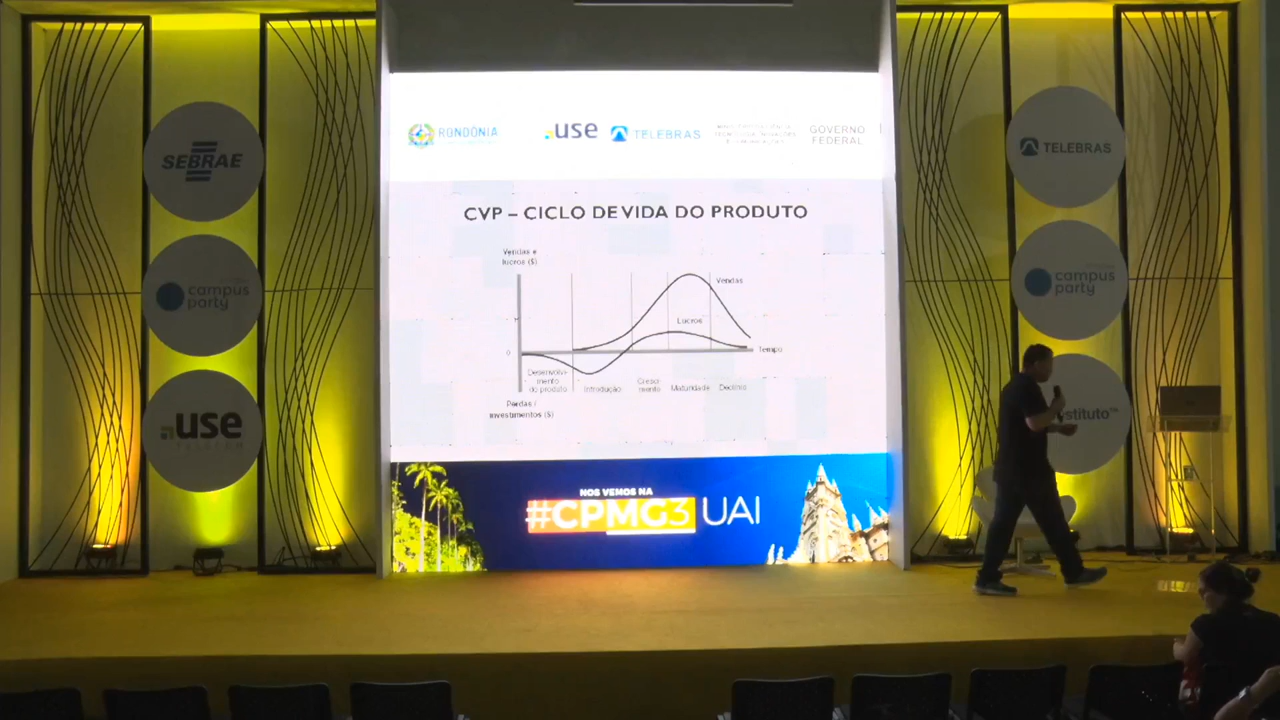 SEBRAE
campus
party
use
TELECOM
RONDÔNIA
use
TELEBRAS
GOVERNO
FEDERAL
CVP – CICLO DE VIDA DO PRODUTO
Vendas e
lucros ($)
Vendas
Lucros
0
Tempo
Desenvolvi-
mento
do produto
Introdução
Cresci-
mento
Maturidade
Declínio
Perdas /
investimentos ($)
NOS VEMOS NA
#CPMG3 UAI
TELEBRAS
campus
party